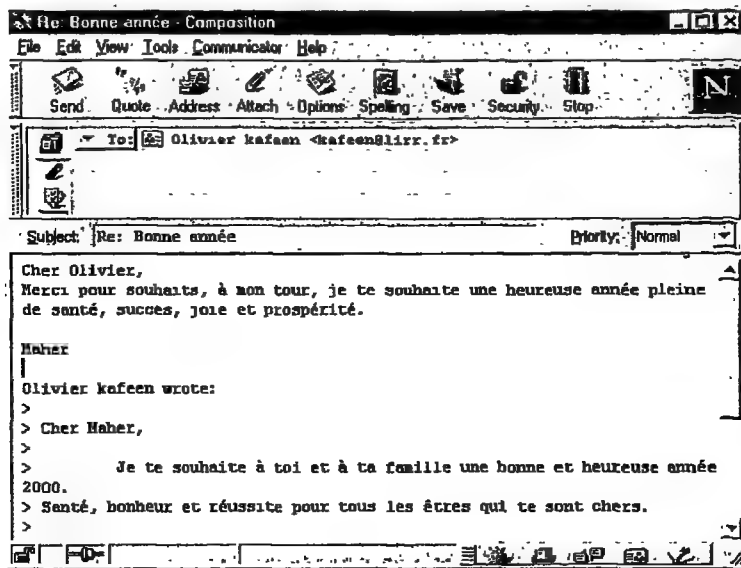 Re: Bonne année - Composition
File Edit View Tools Communicator Help
Send Quote Address Attach Options Spelling Save Security Stop
N
To: Olivier kafeen <kafeen@lirr.fr>
Subject: Re: Bonne année Priority: Normal
Cher Olivier,
Merci pour souhaits, à mon tour, je te souhaite une heureuse année pleine
de santé, succes, joie et prospérité.
Maher
Olivier kafeen wrote:
>
> Cher Maher,
>
> Je te souhaite à toi et à ta famille une bonne et heureuse année
2000.
> Santé, bonheur et réussite pour tous les êtres qui te sont chers.
>